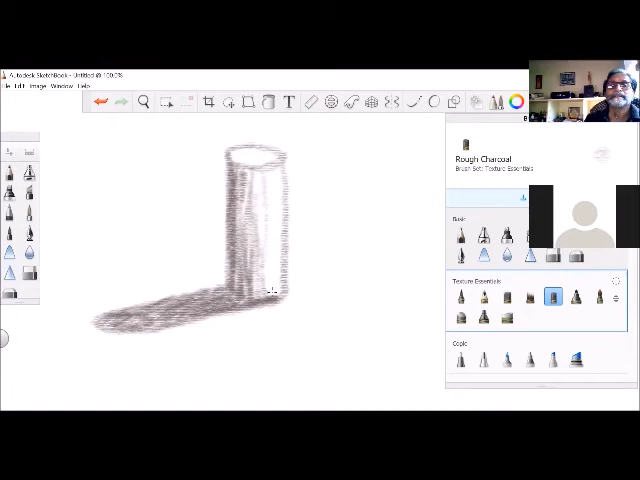 Autodesk SketchBook - Untitled @ 100.0%
File Edit Image Window Help
T
B
Rough Charcoal
Brush Set: Texture Essentials
Basic
Texture Essentials
Copic